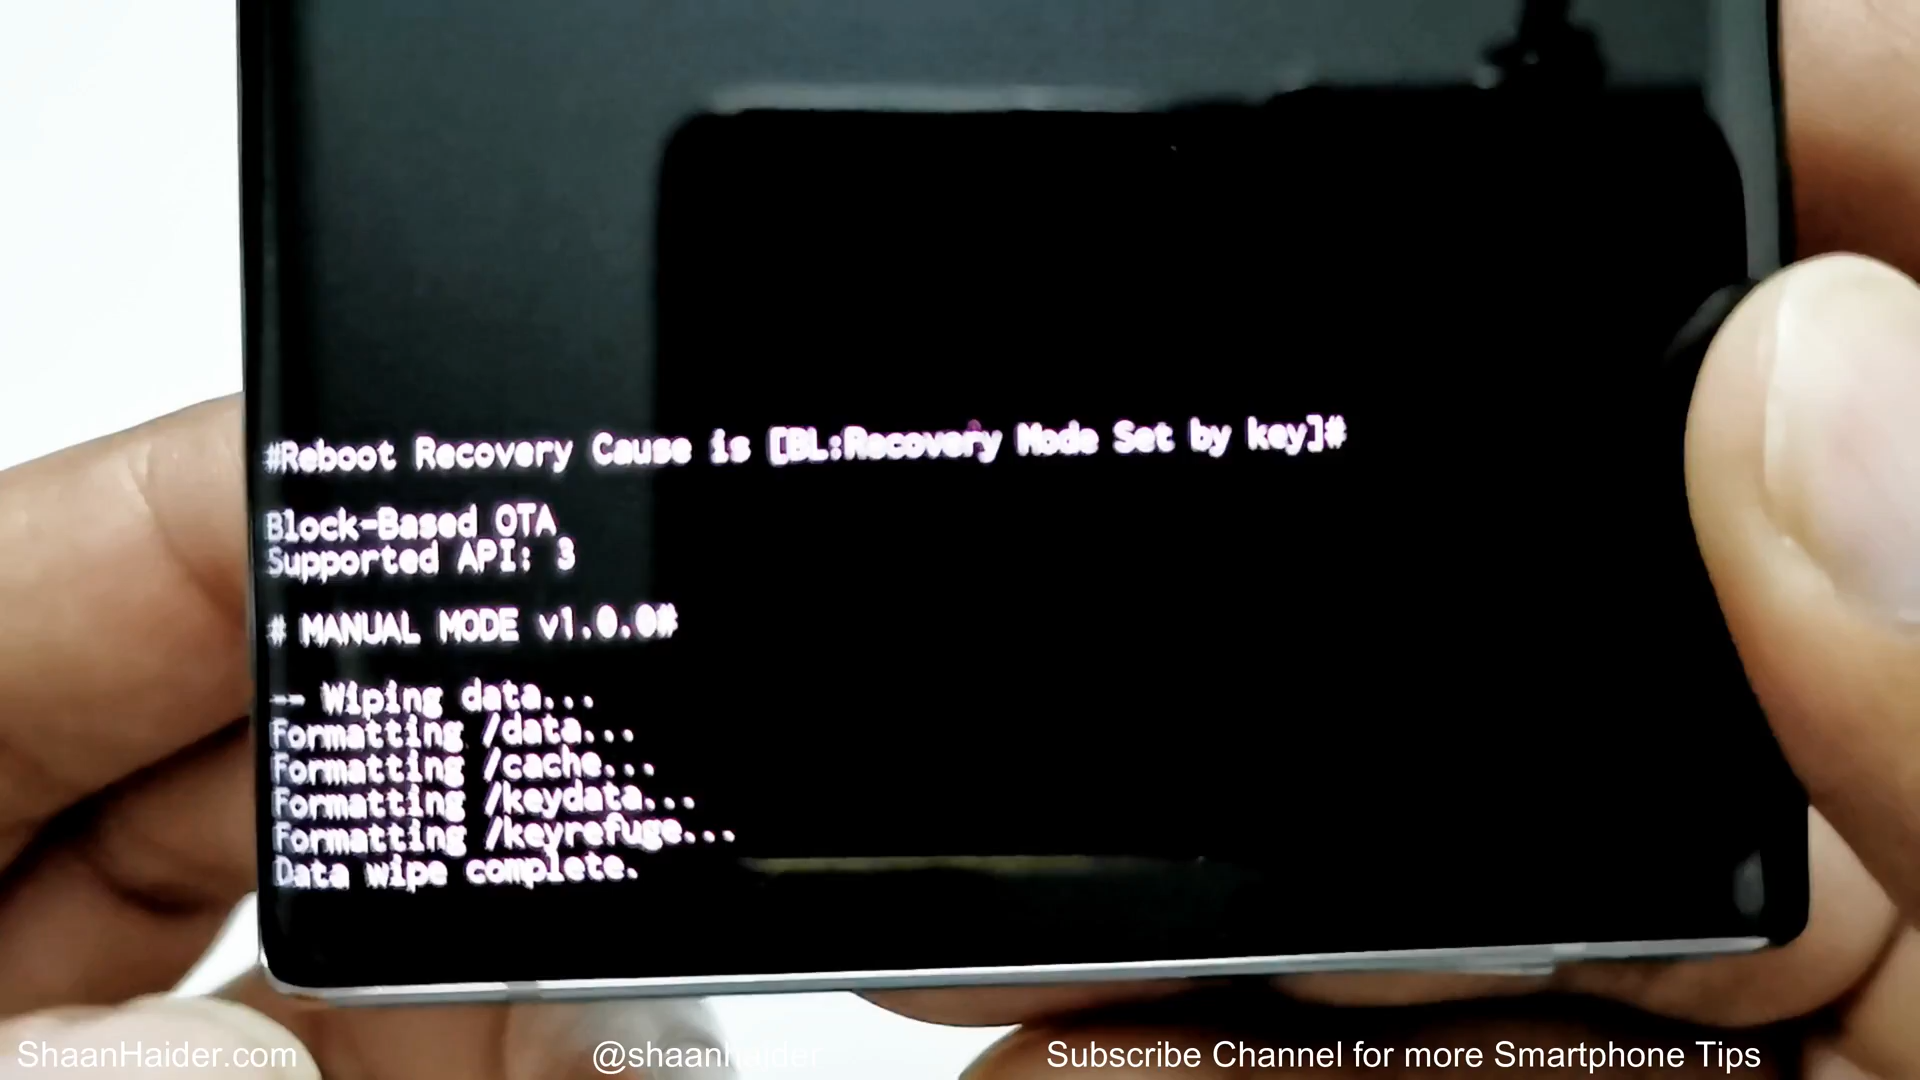 #Reboot Recovery Cause is [BL:Recovery Mode Set by key]#
Block-Based OTA
Supported API: 3
# MANUAL MODE v1.0.0#
-- Wiping data...
Formatting /data...
Formatting /cache...
Formatting /keydata...
Formatting /keyrefuge...
Data wipe complete.
ShaanHaider.com
@shaanhaider
Subscribe Channel for more Smartphone Tips